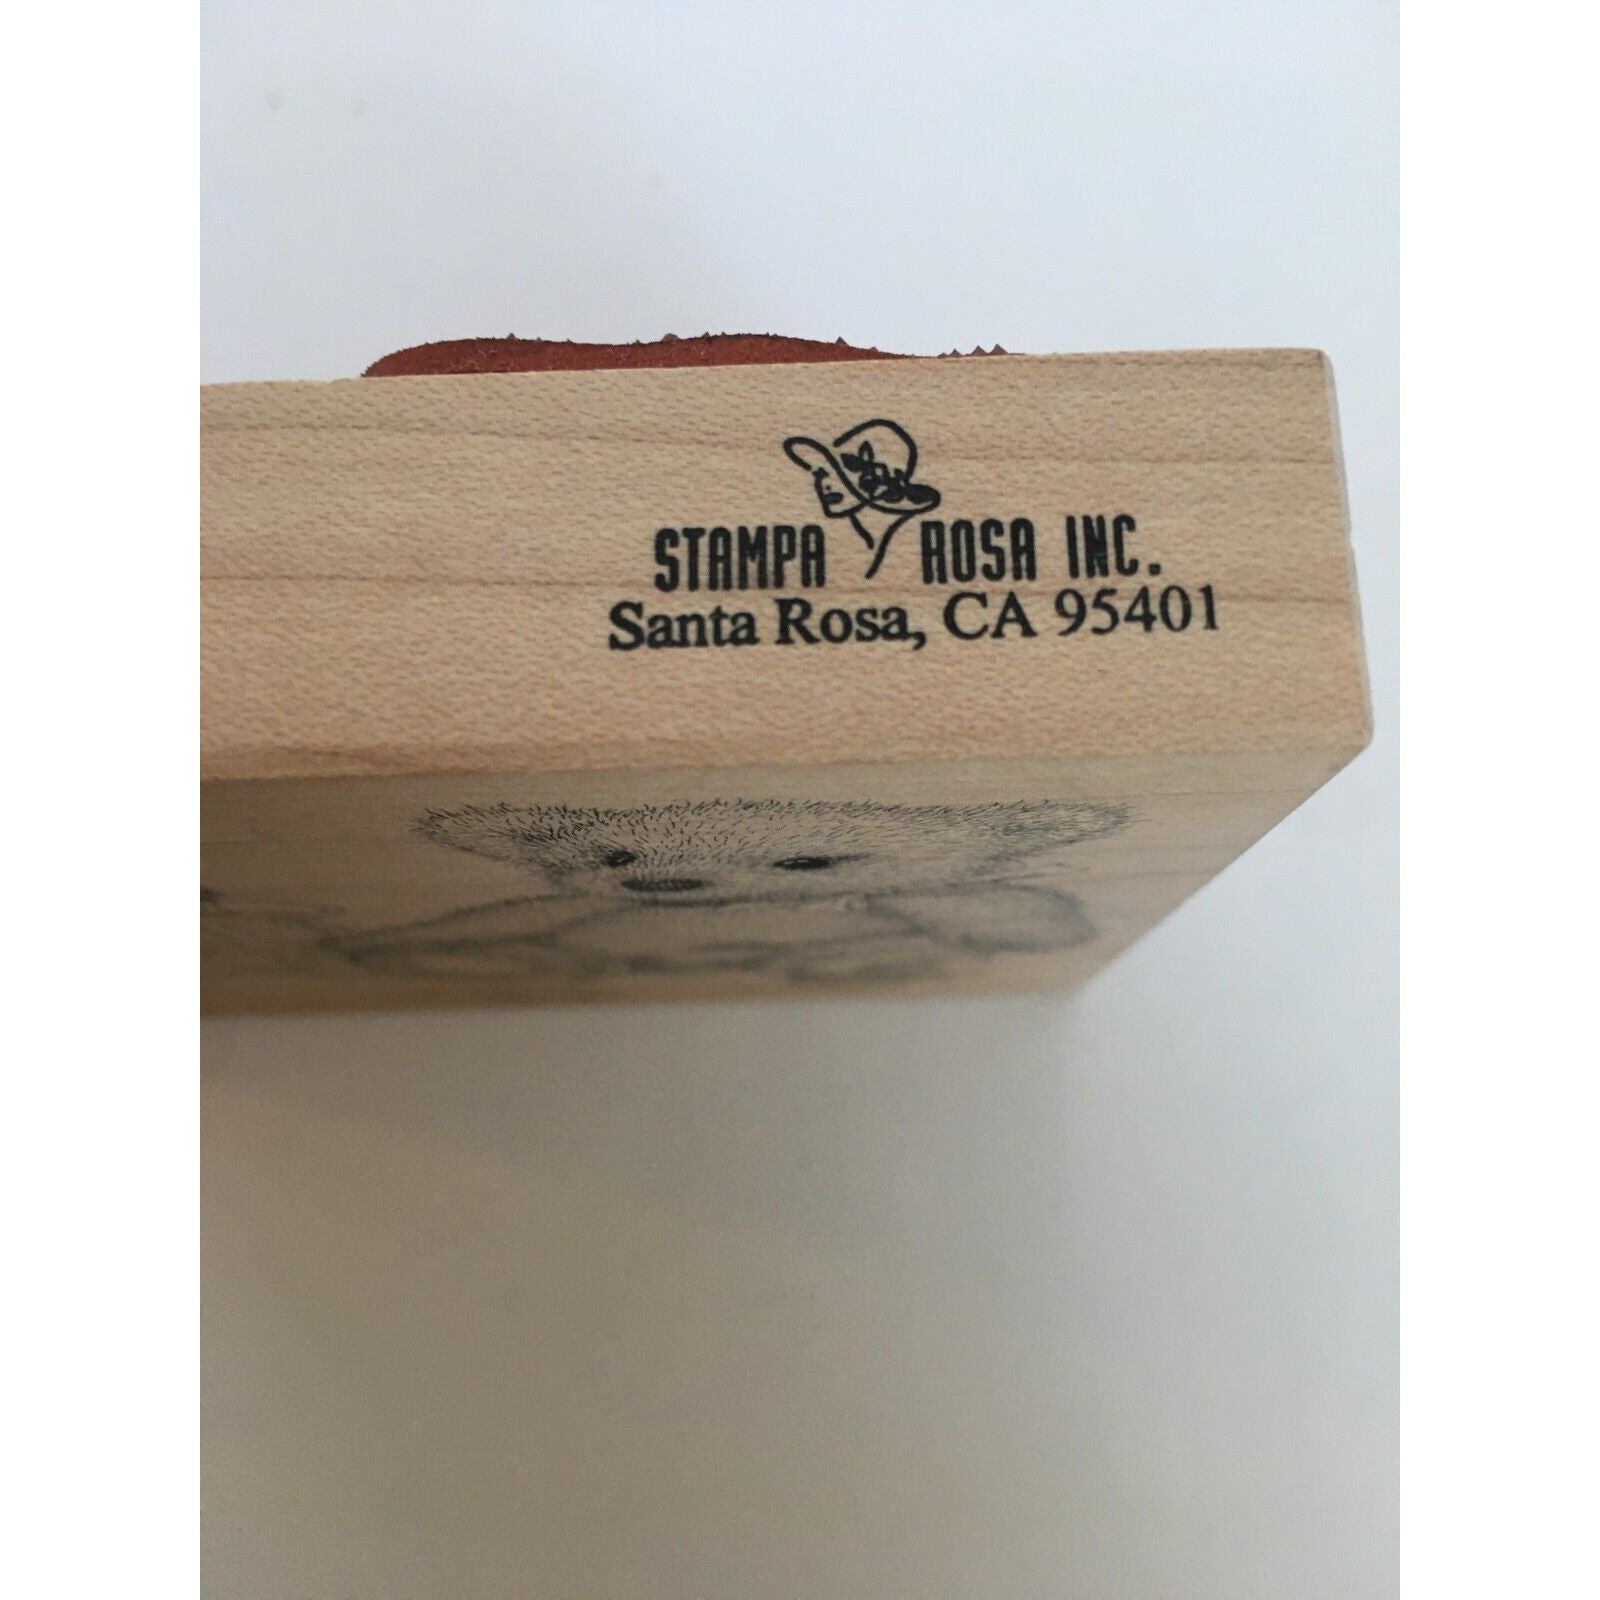 STAMPA ROSA INC.
Santa Rosa, CA 95401